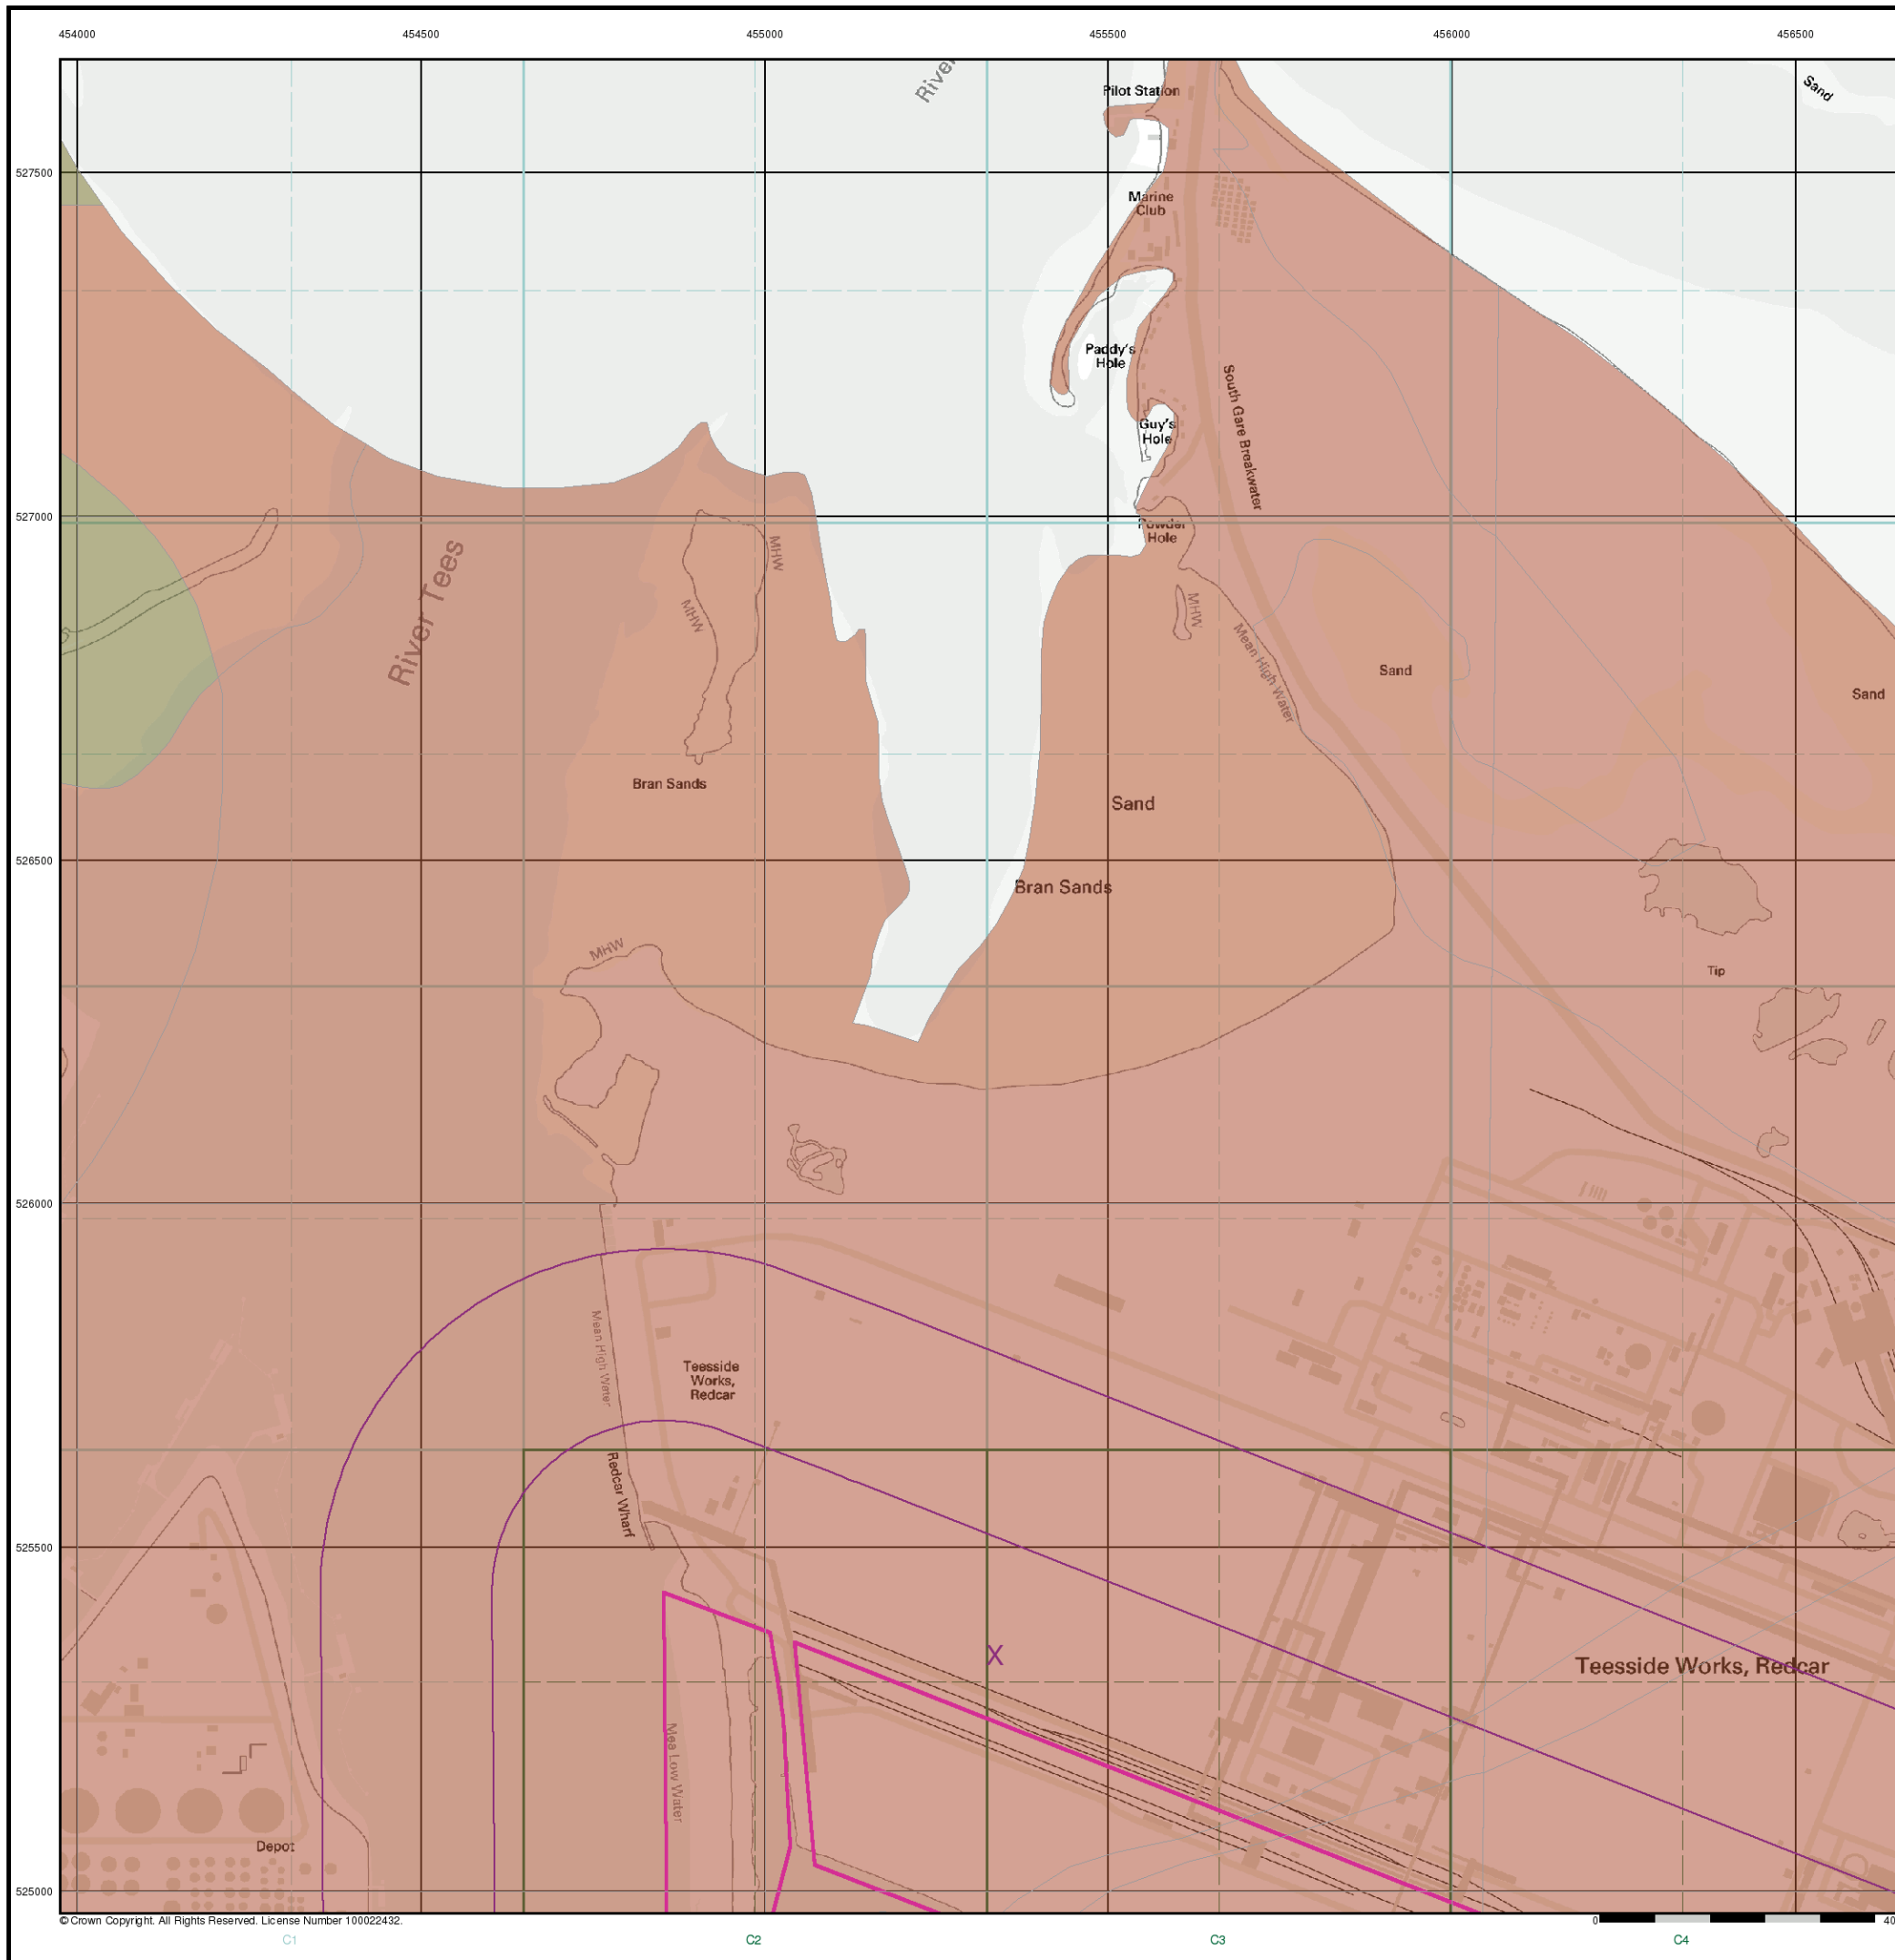 454000 454500 455000 455500 456000 456500
River
Pilot Station
Sand
527500
Marine
Club
Paddy's
Hole
South Gare Breakwater
Guy's
Hole
527000
Powder
Hole
River Tees
MHW
MHW
MHW
Mean High Water
Sand
Sand
Bran Sands
Sand
526500
Bran Sands
MHW
Tip
526000
Mean High Water
Teesside
Works,
Redcar
Redcar Wharf
525500
X
Teesside Works, Redcar
Mea Low Water
Depot
525000
© Crown Copyright. All Rights Reserved. License Number 100022432.
0 40
C1 C2 C3 C4